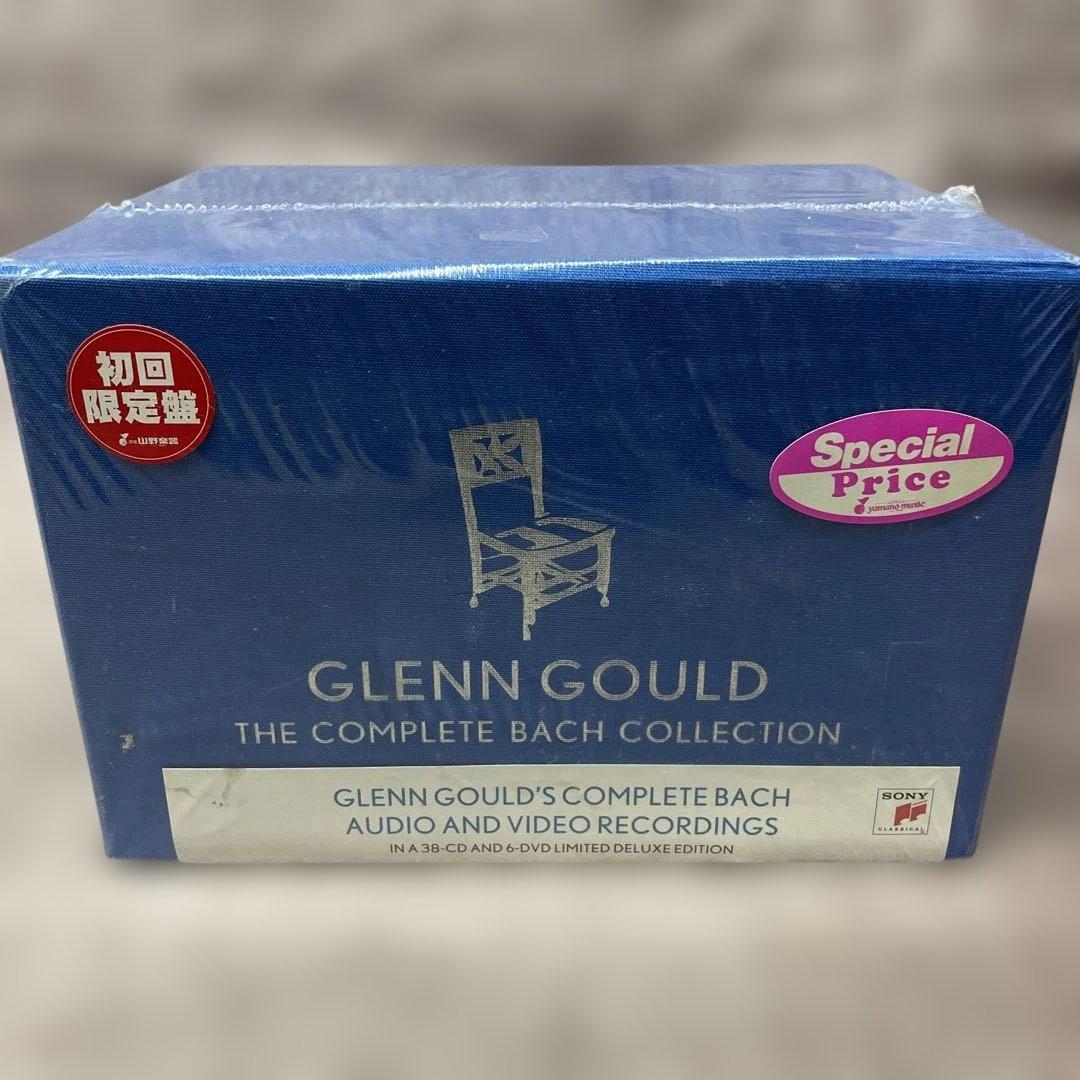 初回
限定盤
山野楽器
Special
Price
yamano music
GLENN GOULD
THE COMPLETE BACH COLLECTION
GLENN GOULD'S COMPLETE BACH
AUDIO AND VIDEO RECORDINGS
IN A 38-CD AND 6-DVD LIMITED DELUXE EDITION
SONY
CLASSICAL